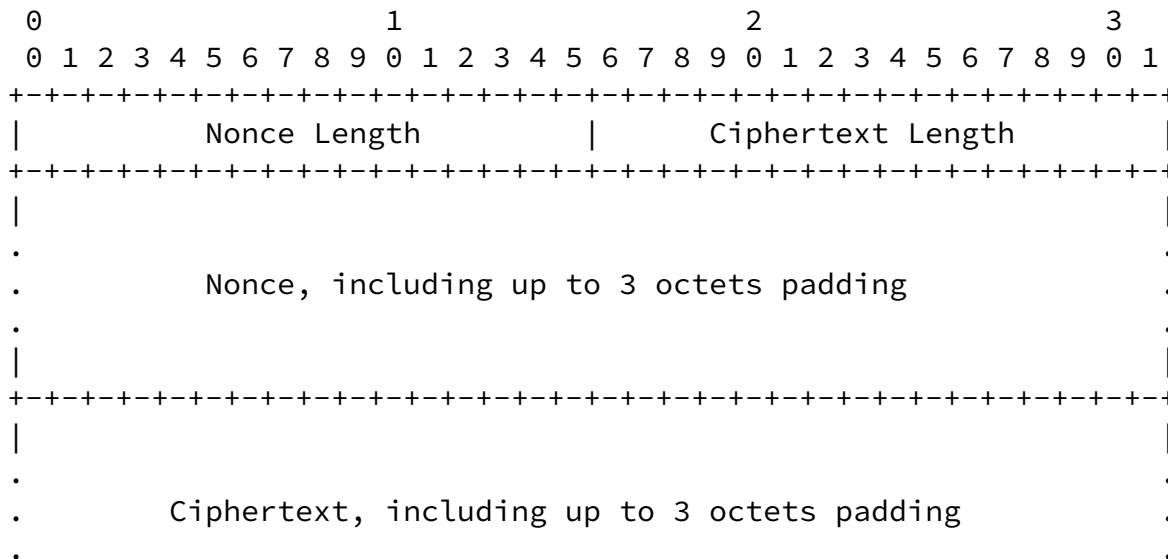 0                   1                   2                   3
 0 1 2 3 4 5 6 7 8 9 0 1 2 3 4 5 6 7 8 9 0 1 2 3 4 5 6 7 8 9 0 1
+-+-+-+-+-+-+-+-+-+-+-+-+-+-+-+-+-+-+-+-+-+-+-+-+-+-+-+-+-+-+-+-+
|          Nonce Length         |      Ciphertext Length        |
+-+-+-+-+-+-+-+-+-+-+-+-+-+-+-+-+-+-+-+-+-+-+-+-+-+-+-+-+-+-+-+-+
|                                                               |
.                                                               .
.          Nonce, including up to 3 octets padding              .
.                                                               .
|                                                               |
+-+-+-+-+-+-+-+-+-+-+-+-+-+-+-+-+-+-+-+-+-+-+-+-+-+-+-+-+-+-+-+-+
|                                                               |
.                                                               .
.        Ciphertext, including up to 3 octets padding           .
.                                                               .